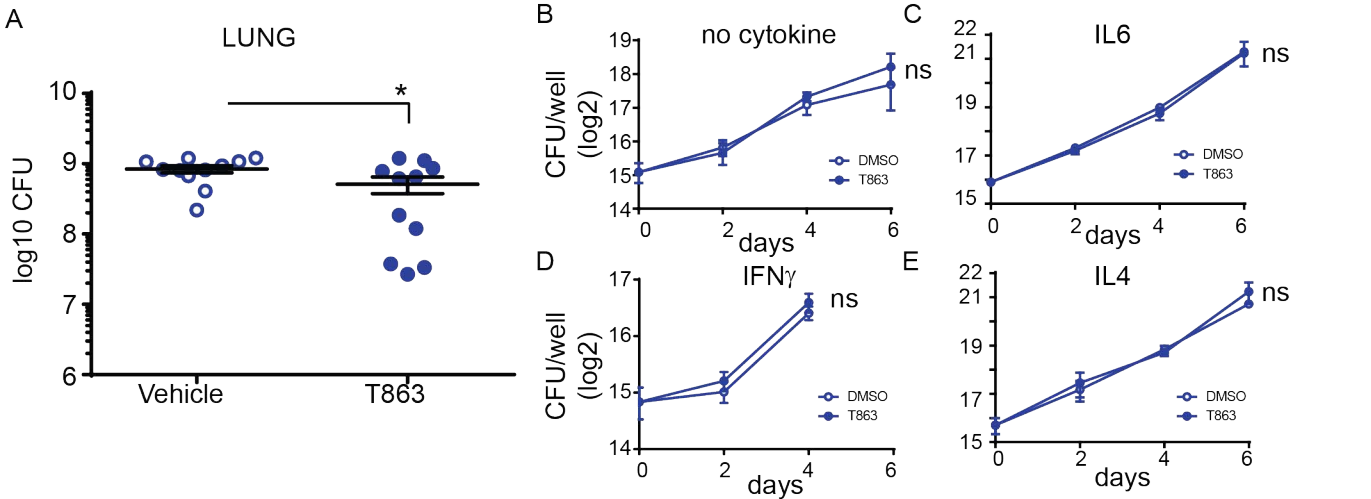 A
LUNG
*
log10 CFU
10
9
8
7
6
Vehicle
T863
B
no cytokine
ns
CFU/well
(log2)
19
18
17
16
15
14
DMSO
T863
0 2 4 6
days
C
IL6
ns
22
21
19
17
15
DMSO
T863
0 2 4 6
days
D
IFNγ
ns
CFU/well
(log2)
17
16
15
14
DMSO
T863
0 2 4 6
days
E
IL4
ns
22
21
19
17
15
DMSO
T863
0 2 4 6
days